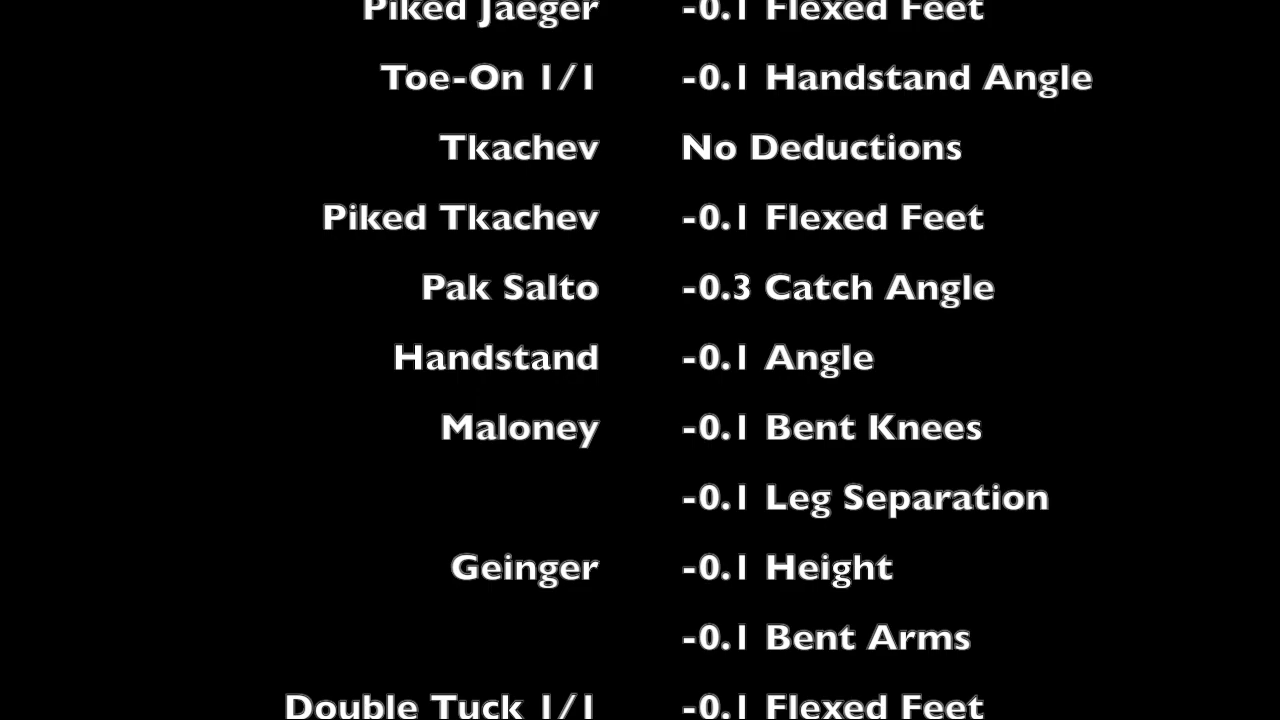 Piked Jaeger -0.1 Flexed Feet
Toe-On 1/1 -0.1 Handstand Angle
Tkachev No Deductions
Piked Tkachev -0.1 Flexed Feet
Pak Salto -0.3 Catch Angle
Handstand -0.1 Angle
Maloney -0.1 Bent Knees
-0.1 Leg Separation
Geinger -0.1 Height
-0.1 Bent Arms
Double Tuck 1/1 -0.1 Flexed Feet